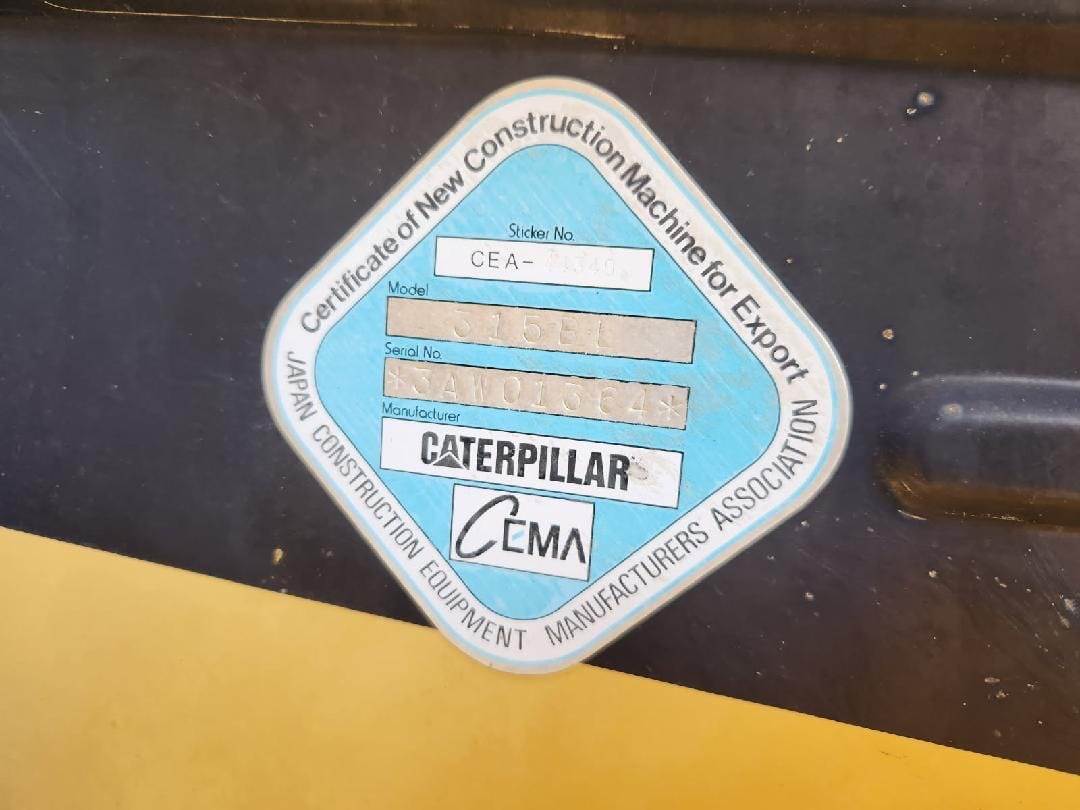 Certificate of New Construction Machine for Export
Sticker No.
CEA-
Model
315BL
Serial No.
*3AW01364*
Manufacturer
CATERPILLAR
CEMA
JAPAN CONSTRUCTION EQUIPMENT MANUFACTURERS ASSOCIATION